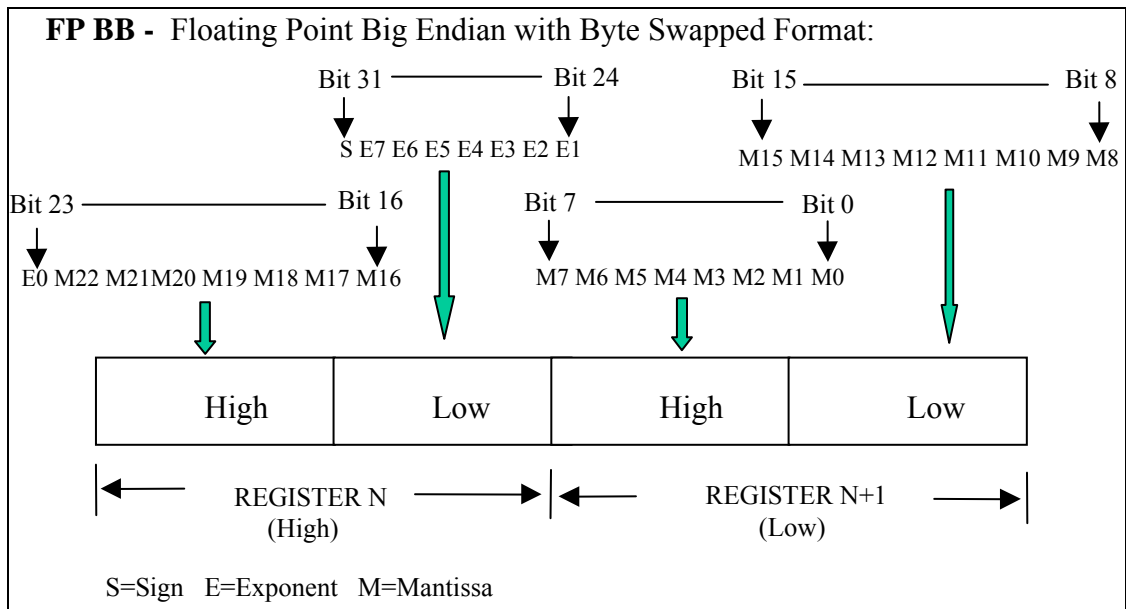 FP BB - Floating Point Big Endian with Byte Swapped Format:
Bit 31 Bit 24
Bit 15 Bit 8
S E7 E6 E5 E4 E3 E2 E1
M15 M14 M13 M12 M11 M10 M9 M8
Bit 23 Bit 16
Bit 7 Bit 0
E0 M22 M21M20 M19 M18 M17 M16
M7 M6 M5 M4 M3 M2 M1 M0
High Low High Low
REGISTER N
(High)
REGISTER N+1
(Low)
S=Sign E=Exponent M=Mantissa